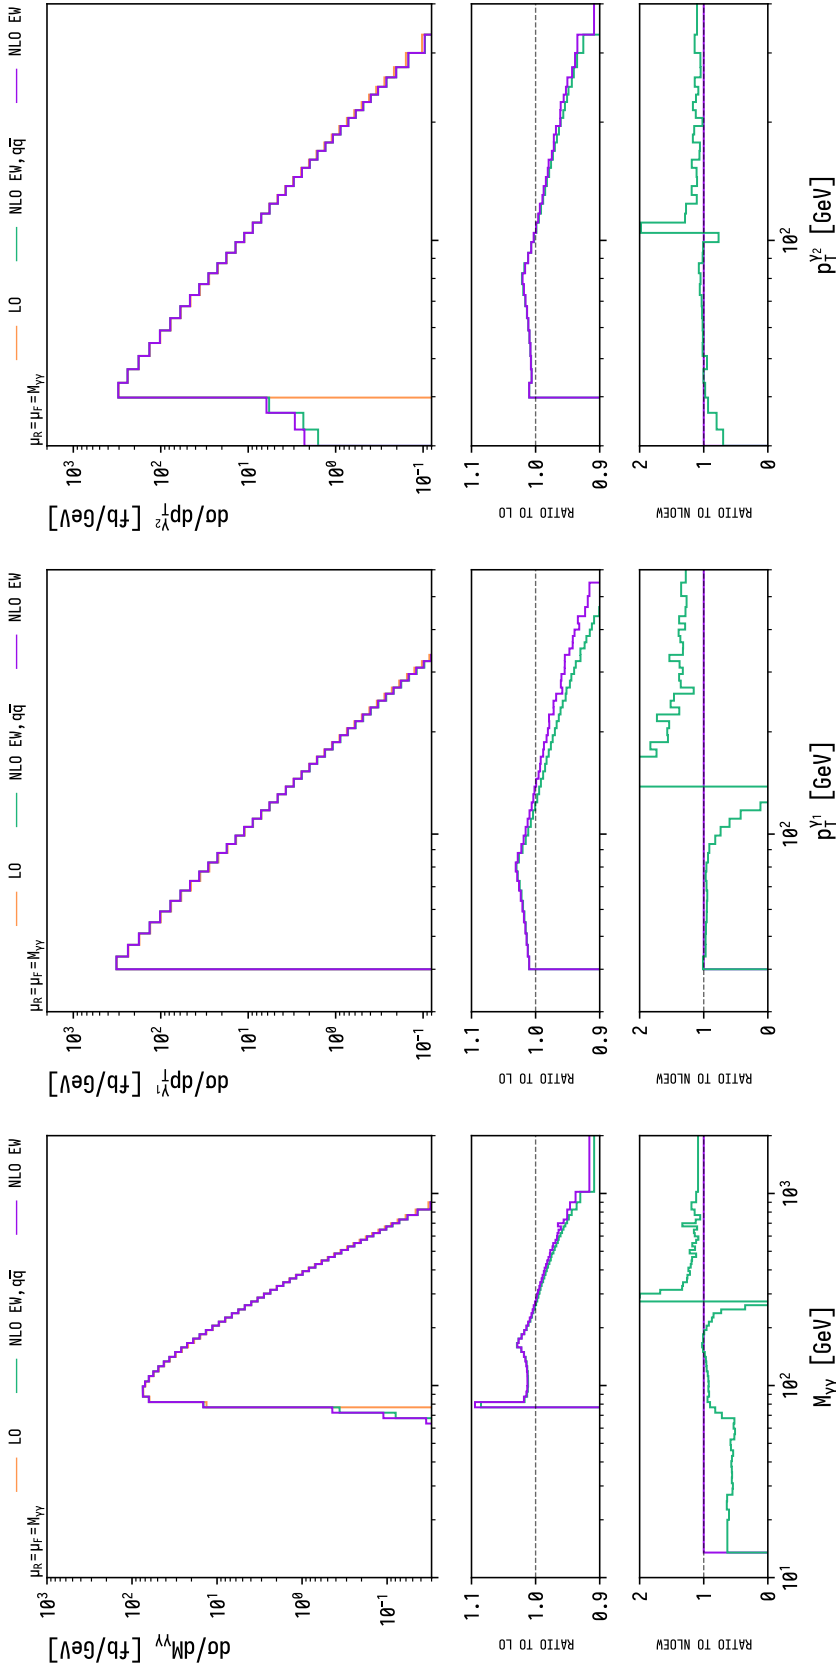 LO NLO EW,qq̅ NLO EW
μR=μF=Mγγ
dσ/dMγγ [fb/GeV]
10³
10²
10¹
10⁰
10⁻¹
RATIO TO LO
1.1
1.0
0.9
RATIO TO NLOEW
2
1
0
10¹ 10² 10³
Mγγ [GeV]
LO NLO EW,qq̅ NLO EW
μR=μF=Mγγ
dσ/dpTγ1 [fb/GeV]
10³
10²
10¹
10⁰
10⁻¹
RATIO TO LO
1.1
1.0
0.9
RATIO TO NLOEW
2
1
0
10²
pTγ1 [GeV]
LO NLO EW,qq̅ NLO EW
μR=μF=Mγγ
dσ/dpTγ2 [fb/GeV]
10³
10²
10¹
10⁰
10⁻¹
RATIO TO LO
1.1
1.0
0.9
RATIO TO NLOEW
2
1
0
10²
pTγ2 [GeV]